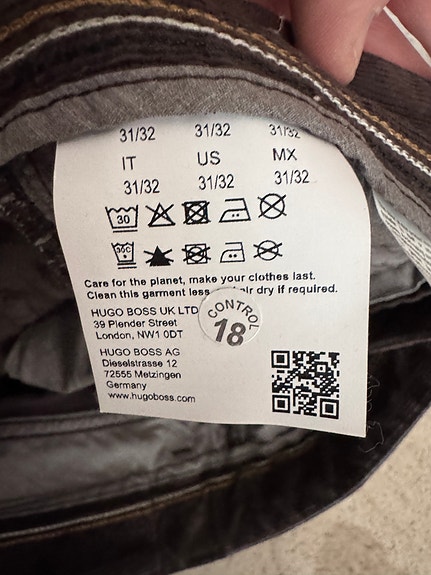 31/32 31/32 31/32
IT US MX
31/32 31/32 31/32
30
30C
Care for the planet, make your clothes last.
Clean this garment less air dry if required.
HUGO BOSS UK LTD
39 Plender Street
London, NW1 0DT
CONTROL
18
HUGO BOSS AG
Dieselstrasse 12
72555 Metzingen
Germany
www.hugoboss.com